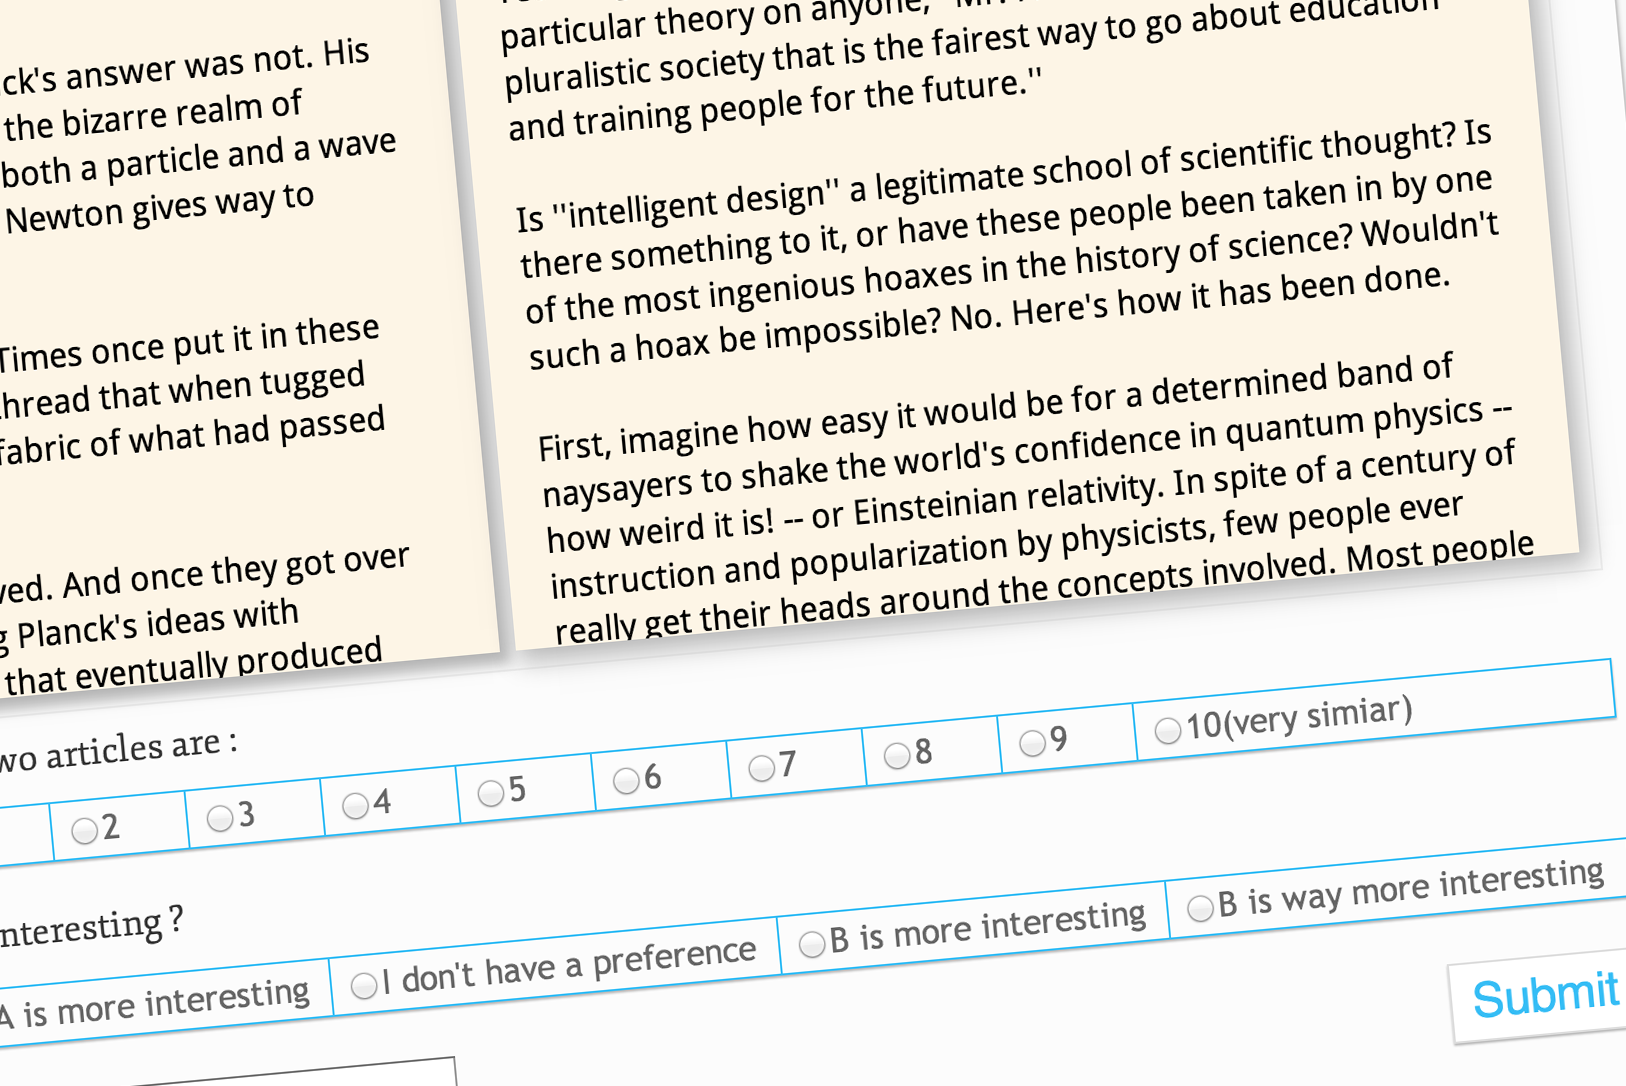 ck's answer was not. His
the bizarre realm of
both a particle and a wave
Newton gives way to
Times once put it in these
thread that when tugged
fabric of what had passed
ved. And once they got over
g Planck's ideas with
that eventually produced
particular theory on anyone,
pluralistic society that is the fairest way to go about education
and training people for the future.''
Is ''intelligent design'' a legitimate school of scientific thought? Is
there something to it, or have these people been taken in by one
of the most ingenious hoaxes in the history of science? Wouldn't
such a hoax be impossible? No. Here's how it has been done.
First, imagine how easy it would be for a determined band of
naysayers to shake the world's confidence in quantum physics --
how weird it is! -- or Einsteinian relativity. In spite of a century of
instruction and popularization by physicists, few people ever
really get their heads around the concepts involved. Most people
wo articles are :
2 3 4 5 6 7 8 9 10(very simiar)
nteresting ?
A is more interesting I don't have a preference B is more interesting B is way more interesting
Submit